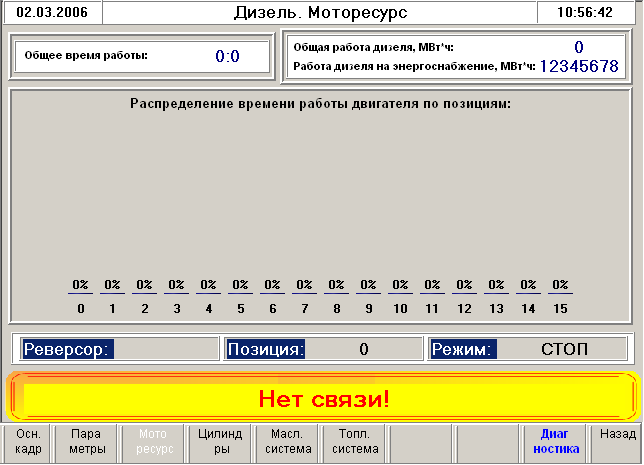 02.03.2006 Дизель. Моторесурс 10:56:42
Общее время работы: 0:0
Общая работа дизеля, МВт*ч: 0
Работа дизеля на энергоснабжение, МВт*ч: 12345678
Распределение времени работы двигателя по позициям:
0% 0% 0% 0% 0% 0% 0% 0% 0% 0% 0% 0% 0% 0% 0% 0%
0 1 2 3 4 5 6 7 8 9 10 11 12 13 14 15
Реверсор: Позиция: 0 Режим: СТОП
Нет связи!
Осн. Пара Мото Цилинд Масл. Топл. Диаг Назад
кадр метры ресурс ры система система ностика